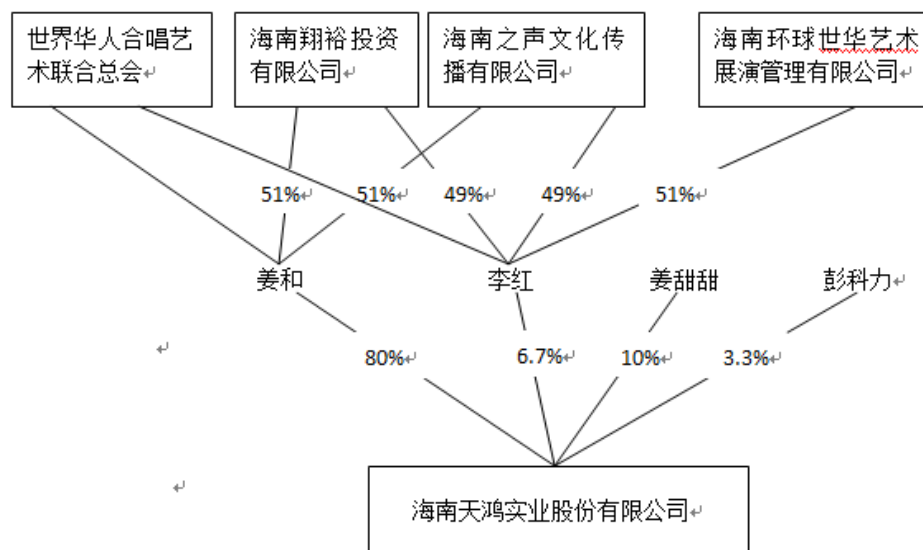 世界华人合唱艺
术联合总会
海南翔裕投资
有限公司
海南之声文化传
播有限公司
海南环球世华艺术
展演管理有限公司
51%
51%
49%
49%
51%
姜和
李红
姜甜甜
彭科力
80%
6.7%
10%
3.3%
海南天鸿实业股份有限公司